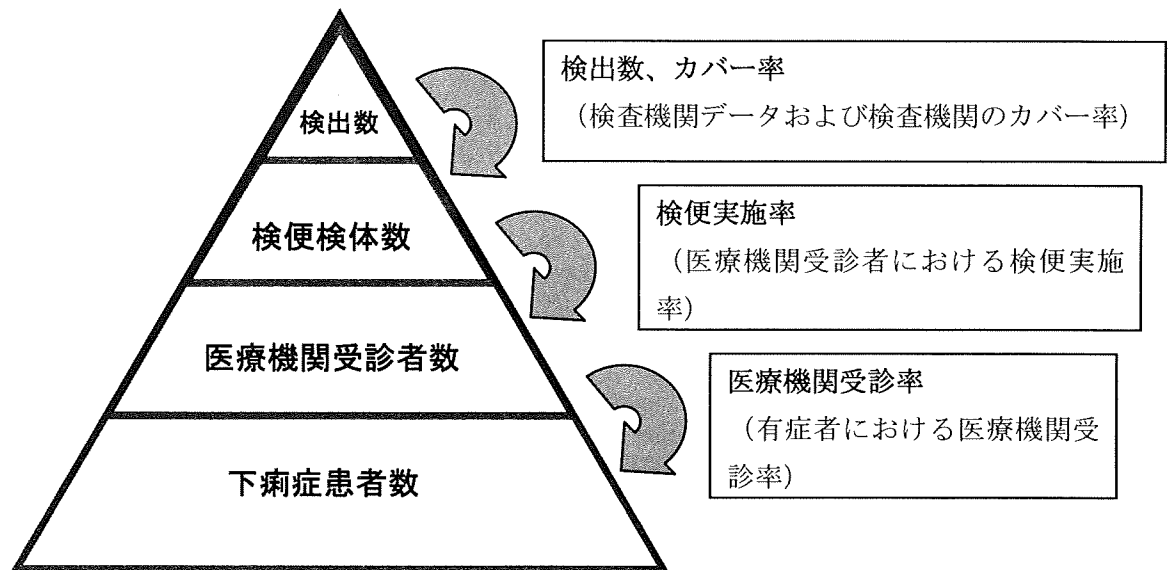 検出数
検便検体数
医療機関受診者数
下痢症患者数
検出数、カバー率
（検査機関データおよび検査機関のカバー率）
検便実施率
（医療機関受診者における検便実施
率）
医療機関受診率
（有症者における医療機関受
診率）